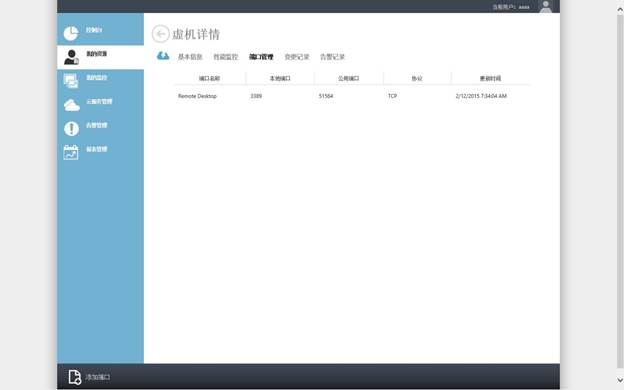 当前用户: aaaa
控制台
我的资源
我的监控
云服务管理
告警管理
报表管理
虚机详情
基本信息 性能监控 端口管理 变更记录 告警记录
端口名称 本地端口 公用端口 协议 更新时间
Remote Desktop 3389 51564 TCP 2/12/2015 7:34:04 AM
添加端口